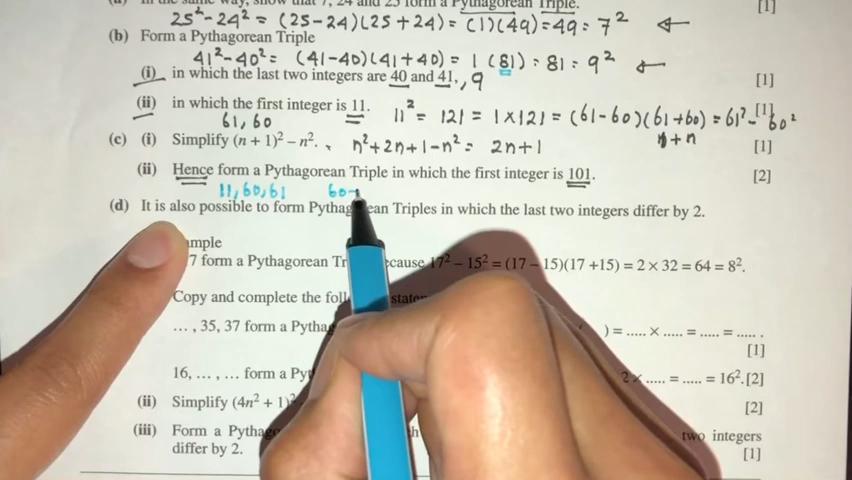 (a) In the same way, show that 7, 24 and 25 form a Pythagorean Triple. [1]
25² - 24² = (25-24)(25+24) = (1)(49) = 49 = 7² ←
(b) Form a Pythagorean Triple
41² - 40² = (41-40)(41+40) = 1 (81) = 81 = 9² ←
(i) in which the last two integers are 40 and 41. , 9 [1]
(ii) in which the first integer is 11. 11² = 121 = 1 × 121 = (61-60)(61+60) = 61² - 60² [1]
61, 60
(c) (i) Simplify (n + 1)² – n². n² + 2n + 1 - n² = 2n + 1 [1]
n + n
(ii) Hence form a Pythagorean Triple in which the first integer is 101. [2]
11, 60, 61 60
(d) It is also possible to form Pythagorean Triples in which the last two integers differ by 2.
7 form a Pythagorean Tr cause 17² – 15² = (17 – 15)(17 + 15) = 2 × 32 = 64 = 8².
Copy and complete the foll state
… , 35, 37 form a Pytha ) = ..... × ..... = ..... = ..... .
[1]
16, … , … form a Py 2 × ..... = ..... = 16².[2]
(ii) Simplify (4n² + 1)² [2]
(iii) Form a Pythag two integers
differ by 2. [1]